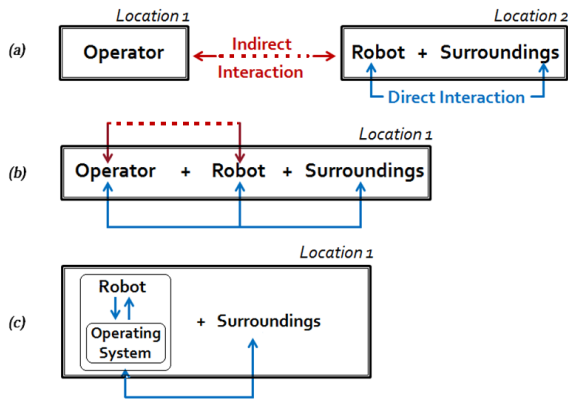 Location 1
Location 2
(a)
Operator
Indirect
Interaction
Robot + Surroundings
Direct Interaction
Location 1
(b)
Operator + Robot + Surroundings
Location 1
(c)
Robot
Operating
System
+ Surroundings